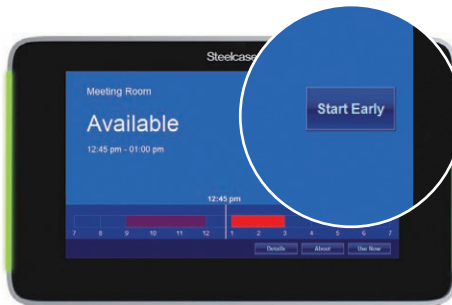 Steelcase
Meeting Room
Available
12:45 pm - 01:00 pm
Start Early
12:45 pm
7 8 9 10 11 12 1 2 3 4 5 6 7
Details About Use Now